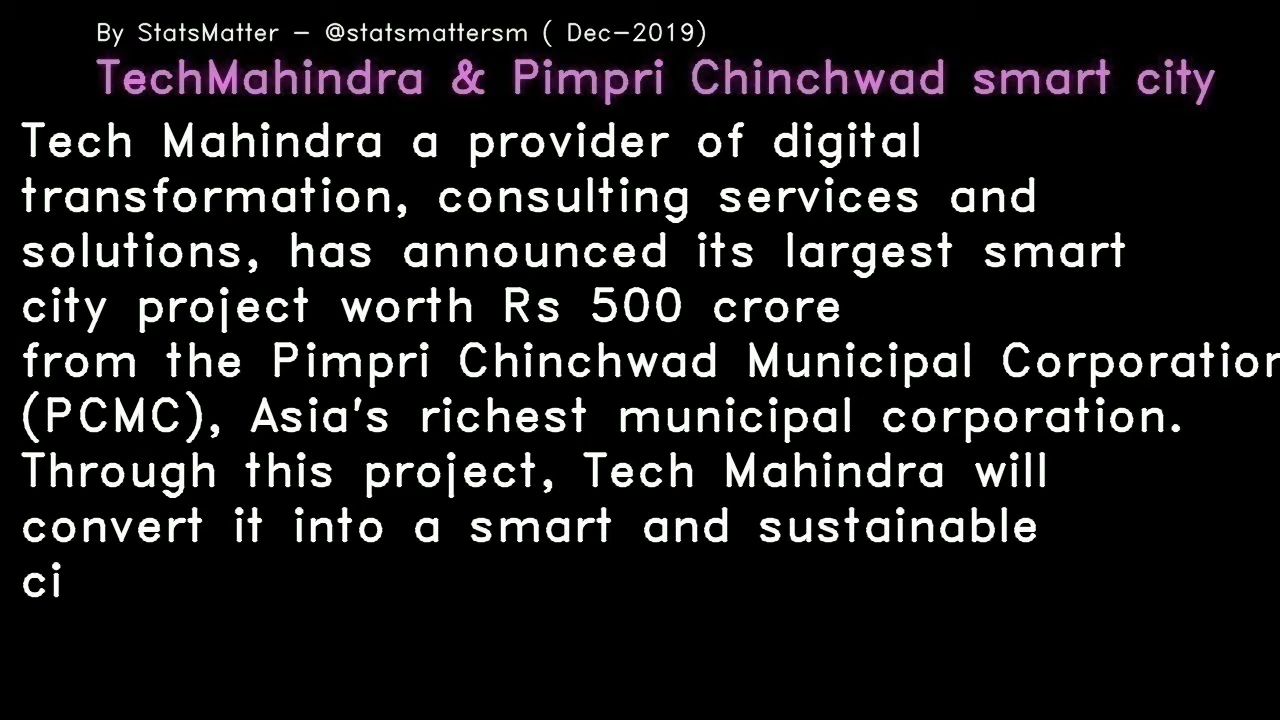 By StatsMatter - @statsmattersm ( Dec-2019)
TechMahindra & Pimpri Chinchwad smart city
Tech Mahindra a provider of digital
transformation, consulting services and
solutions, has announced its largest smart
city project worth Rs 500 crore
from the Pimpri Chinchwad Municipal Corporation
(PCMC), Asia's richest municipal corporation.
Through this project, Tech Mahindra will
convert it into a smart and sustainable
ci